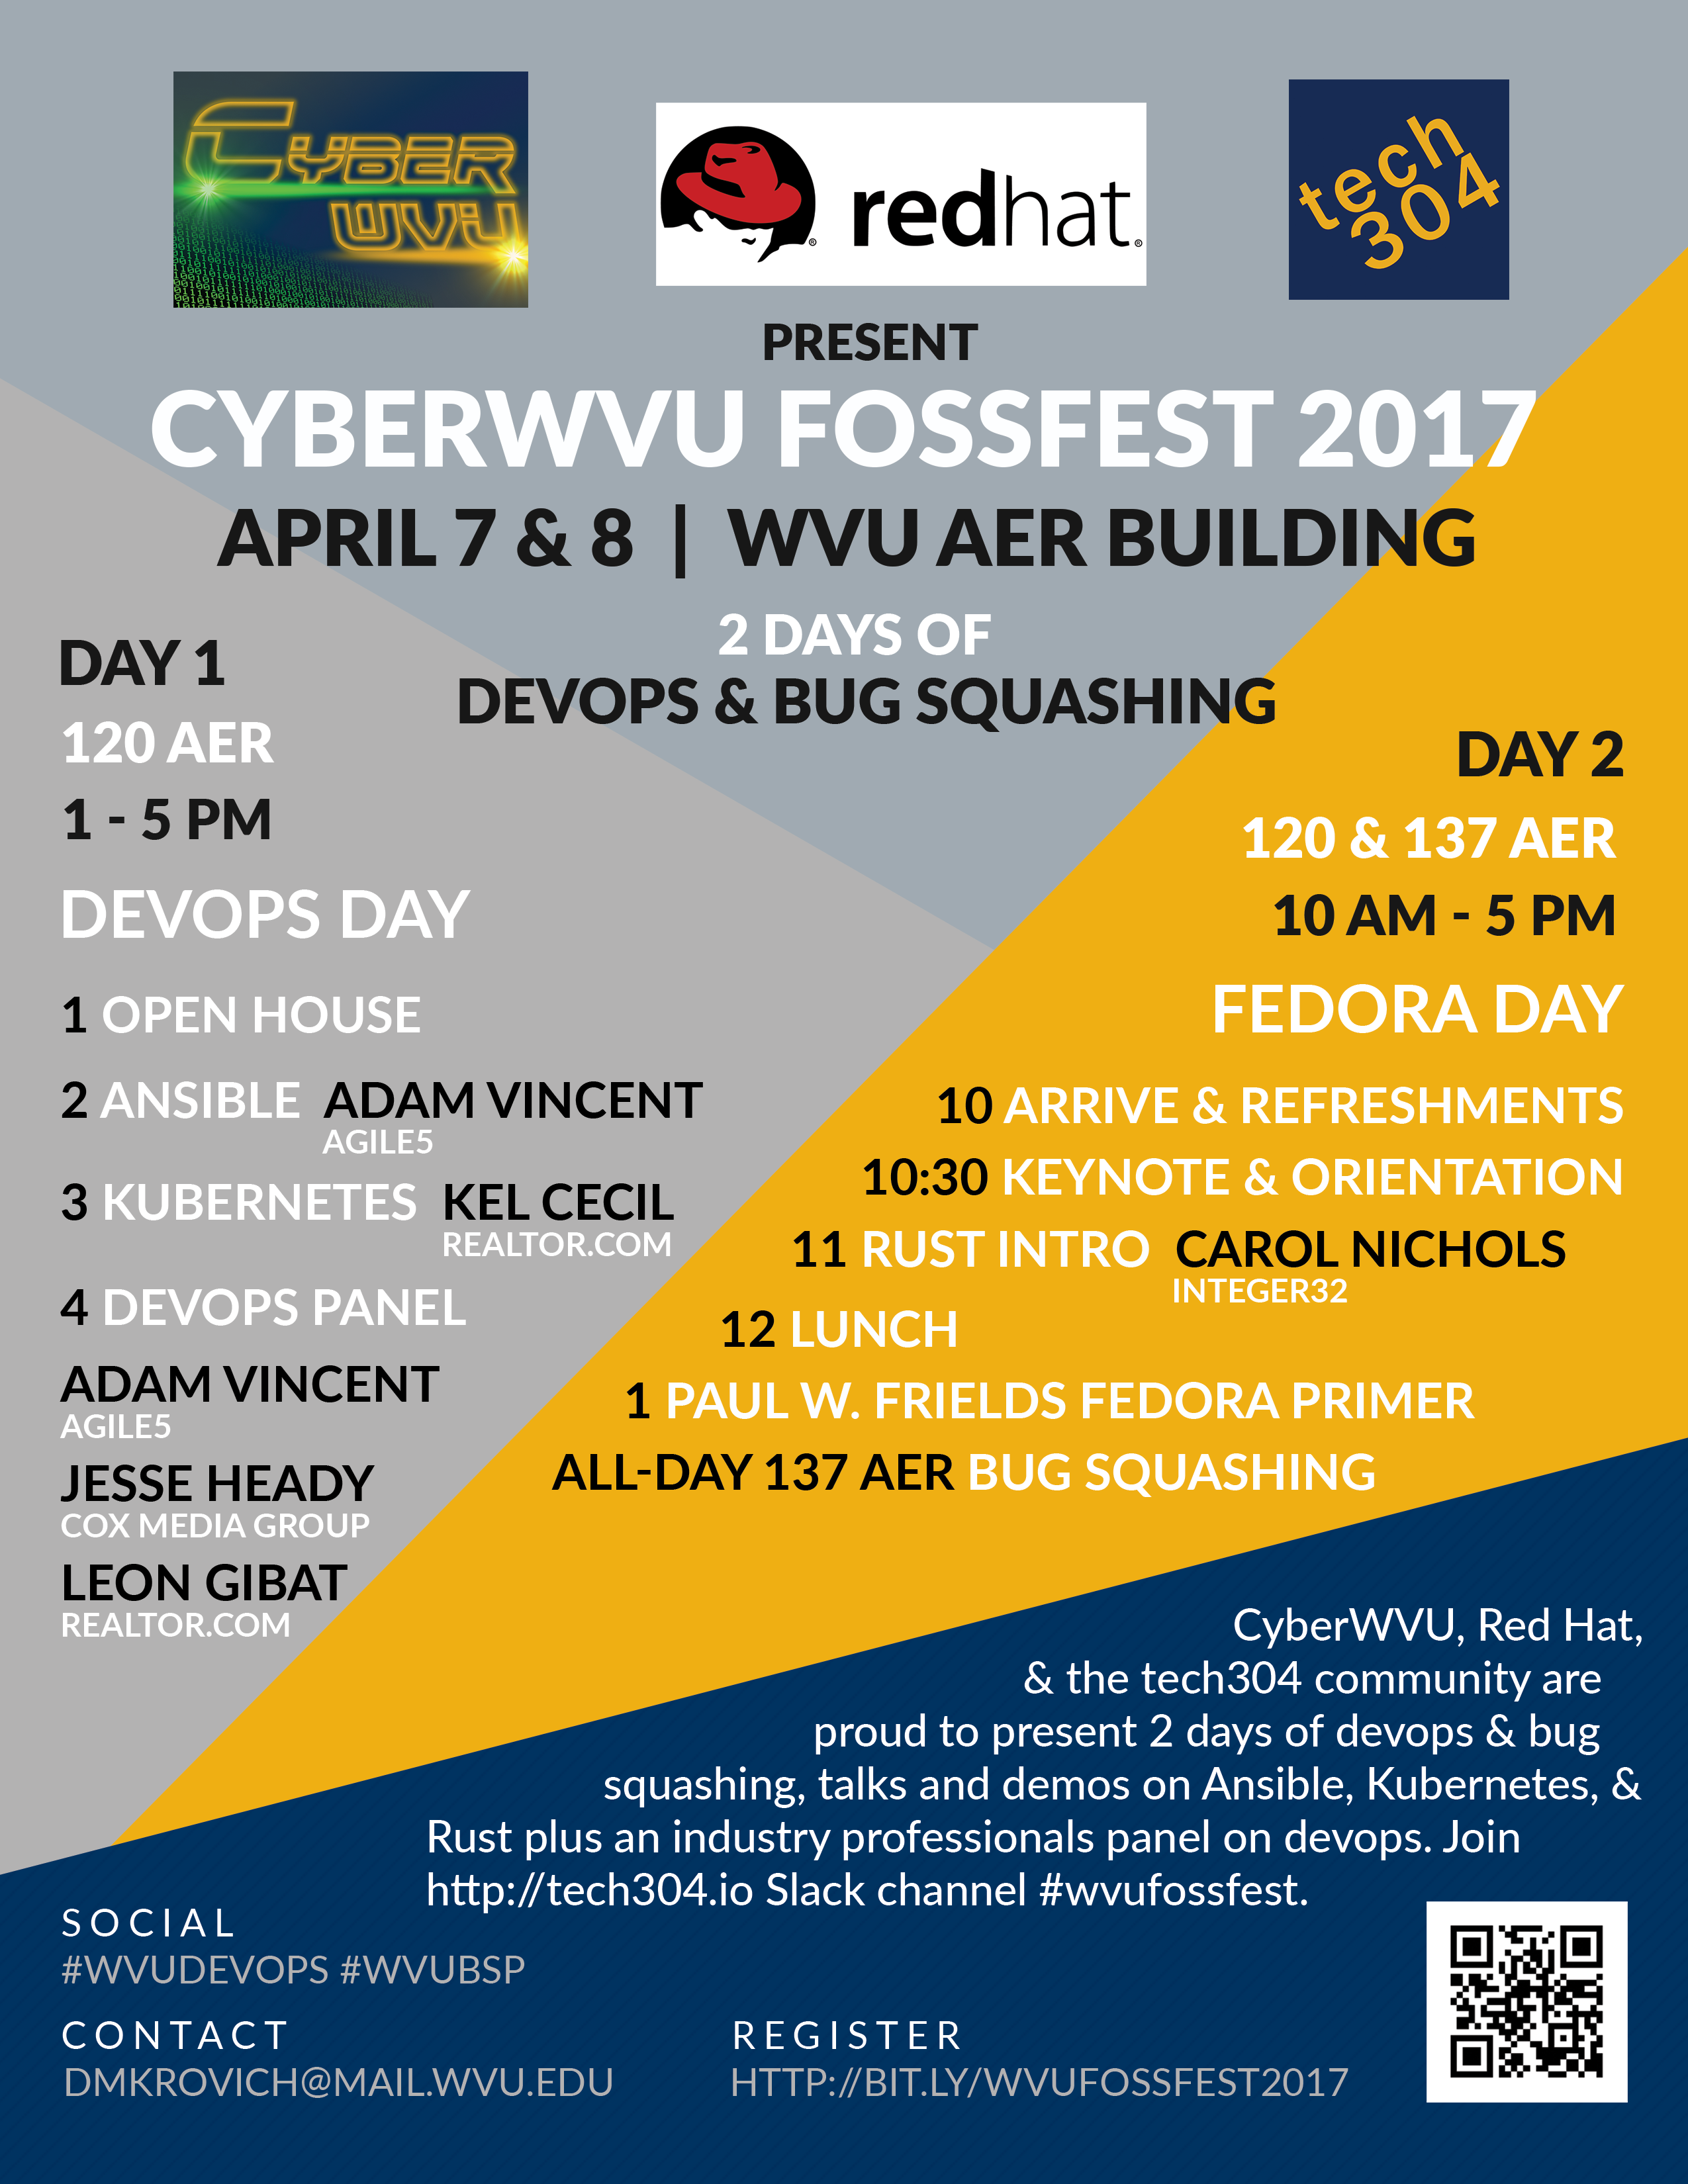 CYBER
WVU
redhat®
tech
304
PRESENT
CYBERWVU FOSSFEST 2017
APRIL 7 & 8 | WVU AER BUILDING
2 DAYS OF
DEVOPS & BUG SQUASHING
DAY 1
120 AER
1 - 5 PM
DEVOPS DAY
1 OPEN HOUSE
2 ANSIBLE ADAM VINCENT
AGILE5
3 KUBERNETES KEL CECIL
REALTOR.COM
4 DEVOPS PANEL
ADAM VINCENT
AGILE5
JESSE HEADY
COX MEDIA GROUP
LEON GIBAT
REALTOR.COM
DAY 2
120 & 137 AER
10 AM - 5 PM
FEDORA DAY
10 ARRIVE & REFRESHMENTS
10:30 KEYNOTE & ORIENTATION
11 RUST INTRO CAROL NICHOLS
INTEGER32
12 LUNCH
1 PAUL W. FRIELDS FEDORA PRIMER
ALL-DAY 137 AER BUG SQUASHING
CyberWVU, Red Hat,
& the tech304 community are
proud to present 2 days of devops & bug
squashing, talks and demos on Ansible, Kubernetes, &
Rust plus an industry professionals panel on devops. Join
http://tech304.io Slack channel #wvufossfest.
SOCIAL
#WVUDEVOPS #WVUBSP
CONTACT
DMKROVICH@MAIL.WVU.EDU
REGISTER
HTTP://BIT.LY/WVUFOSSFEST2017